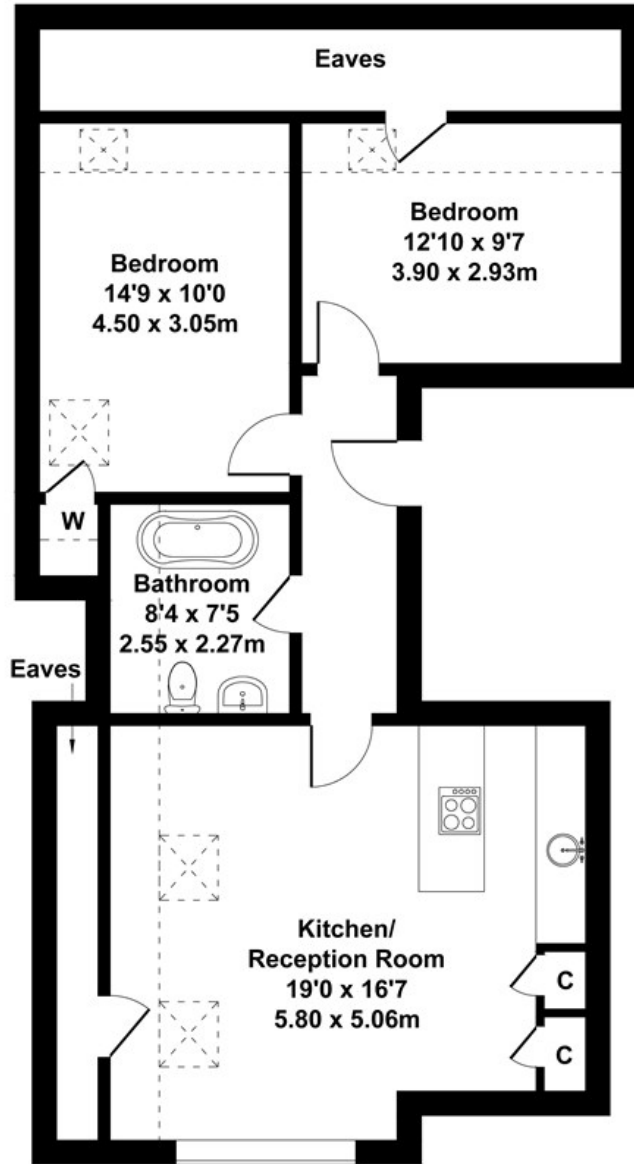 Eaves
Bedroom
14'9 x 10'0
4.50 x 3.05m
Bedroom
12'10 x 9'7
3.90 x 2.93m
W
Bathroom
8'4 x 7'5
2.55 x 2.27m
Eaves
Kitchen/
Reception Room
19'0 x 16'7
5.80 x 5.06m
C
C